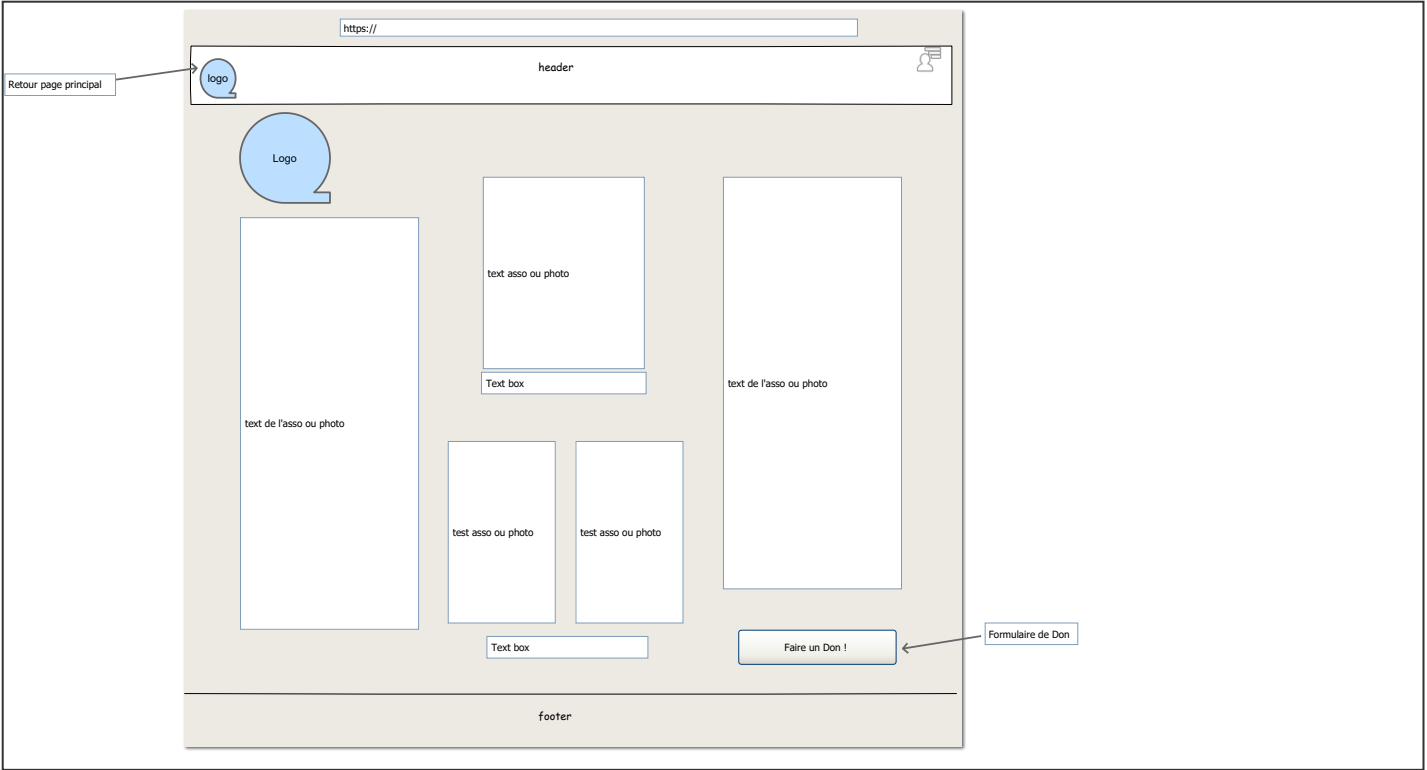 https://
header
logo
Retour page principal
Logo
text asso ou photo
text de l'asso ou photo
Text box
text de l'asso ou photo
test asso ou photo
test asso ou photo
Formulaire de Don
Faire un Don !
Text box
footer